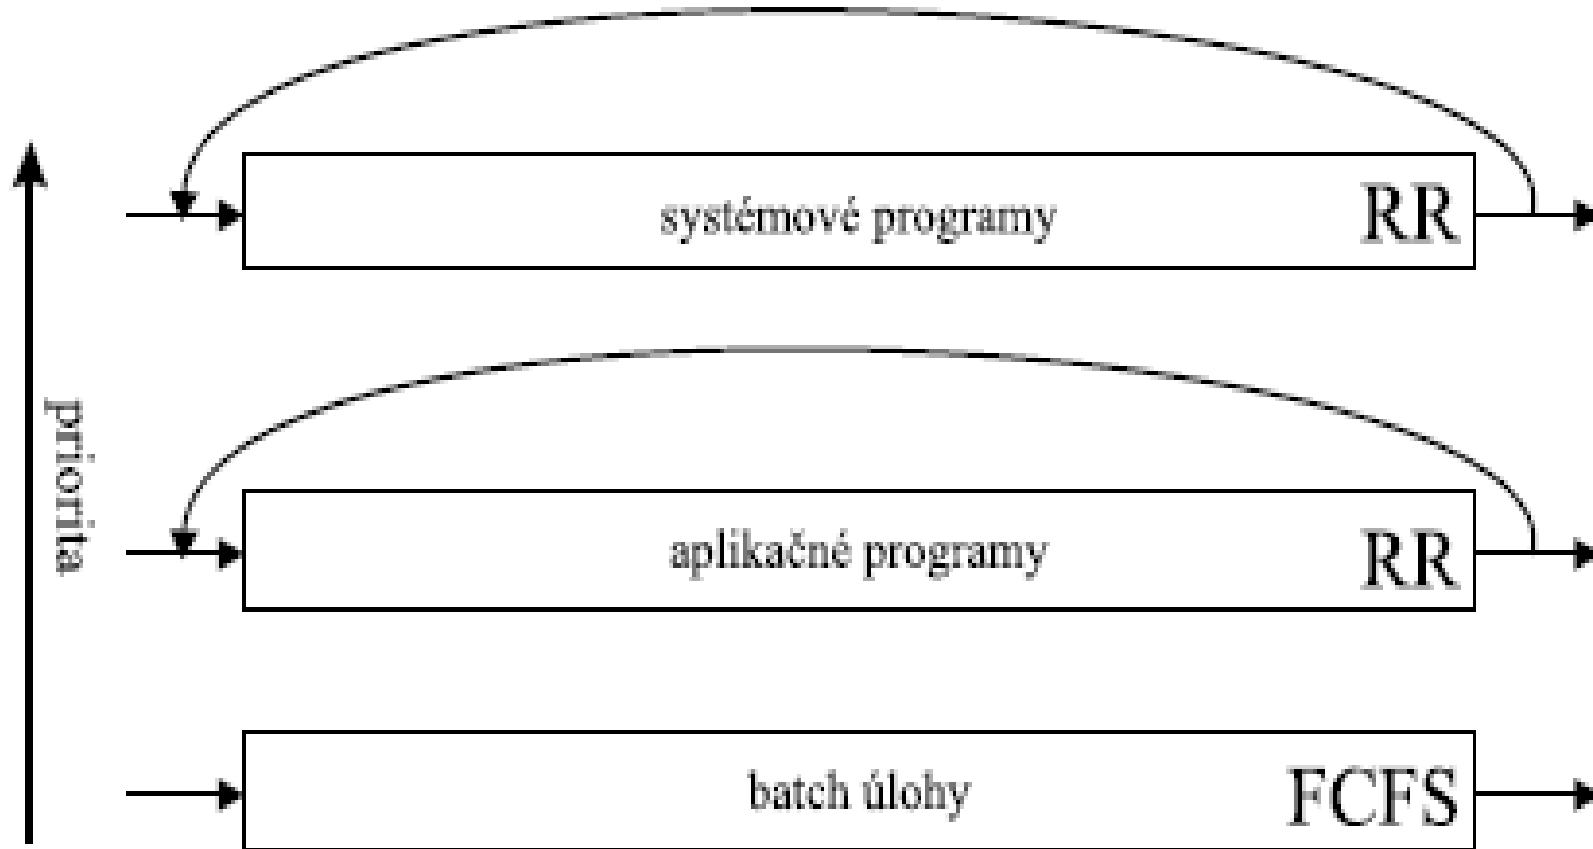 systémové programy RR
priorita
aplikačné programy RR
batch úlohy FCFS